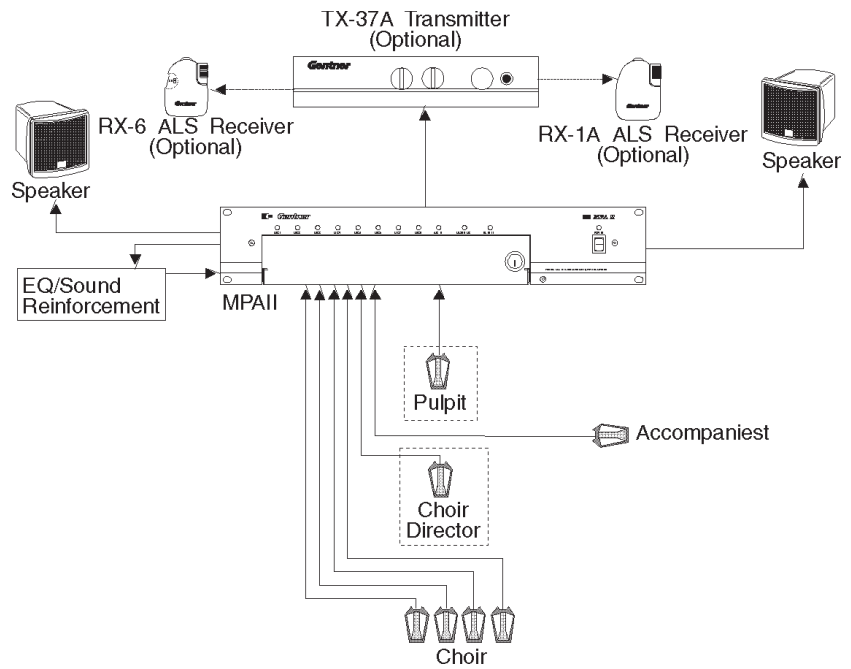 TX-37A Transmitter
(Optional)
Gentner
Gentner
Gentner
RX-6 ALS Receiver
(Optional)
RX-1A ALS Receiver
(Optional)
Speaker
Speaker
Gentner
EQ/Sound
Reinforcement
MPAII
Pulpit
Accompaniest
Choir
Director
Choir